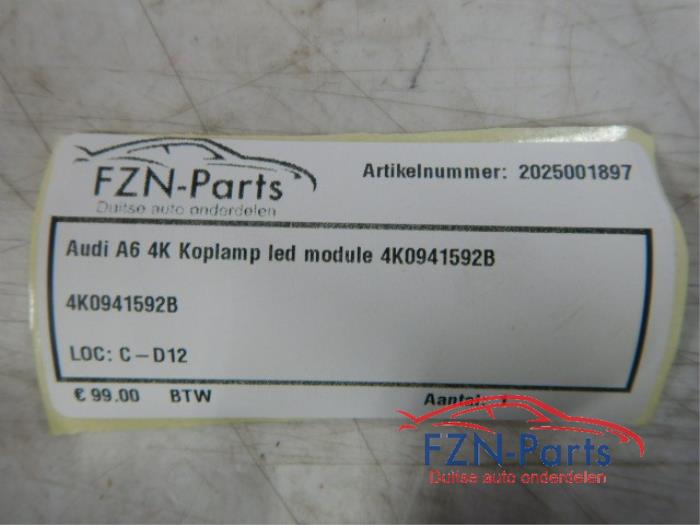 FZN-Parts
Duitse auto onderdelen
Artikelnummer: 2025001897
Audi A6 4K Koplamp led module 4K0941592B
4K0941592B
LOC: C-D12
€ 99.00 BTW
FZN-Parts
Duitse auto onderdelen